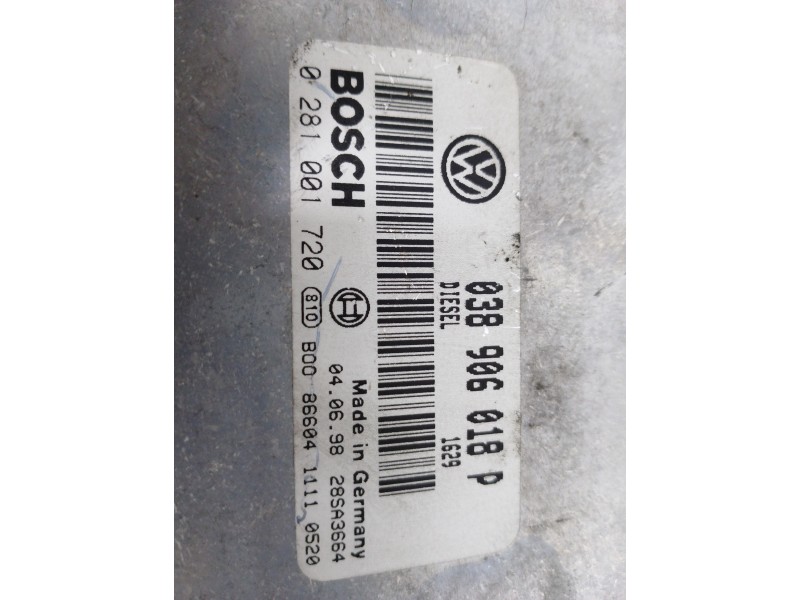 038 906 018 P
DIESEL 1629
BOSCH
0 281 001 720
Made in Germany
04.06.98 28SA3664
810 B00 86604 1411 0520